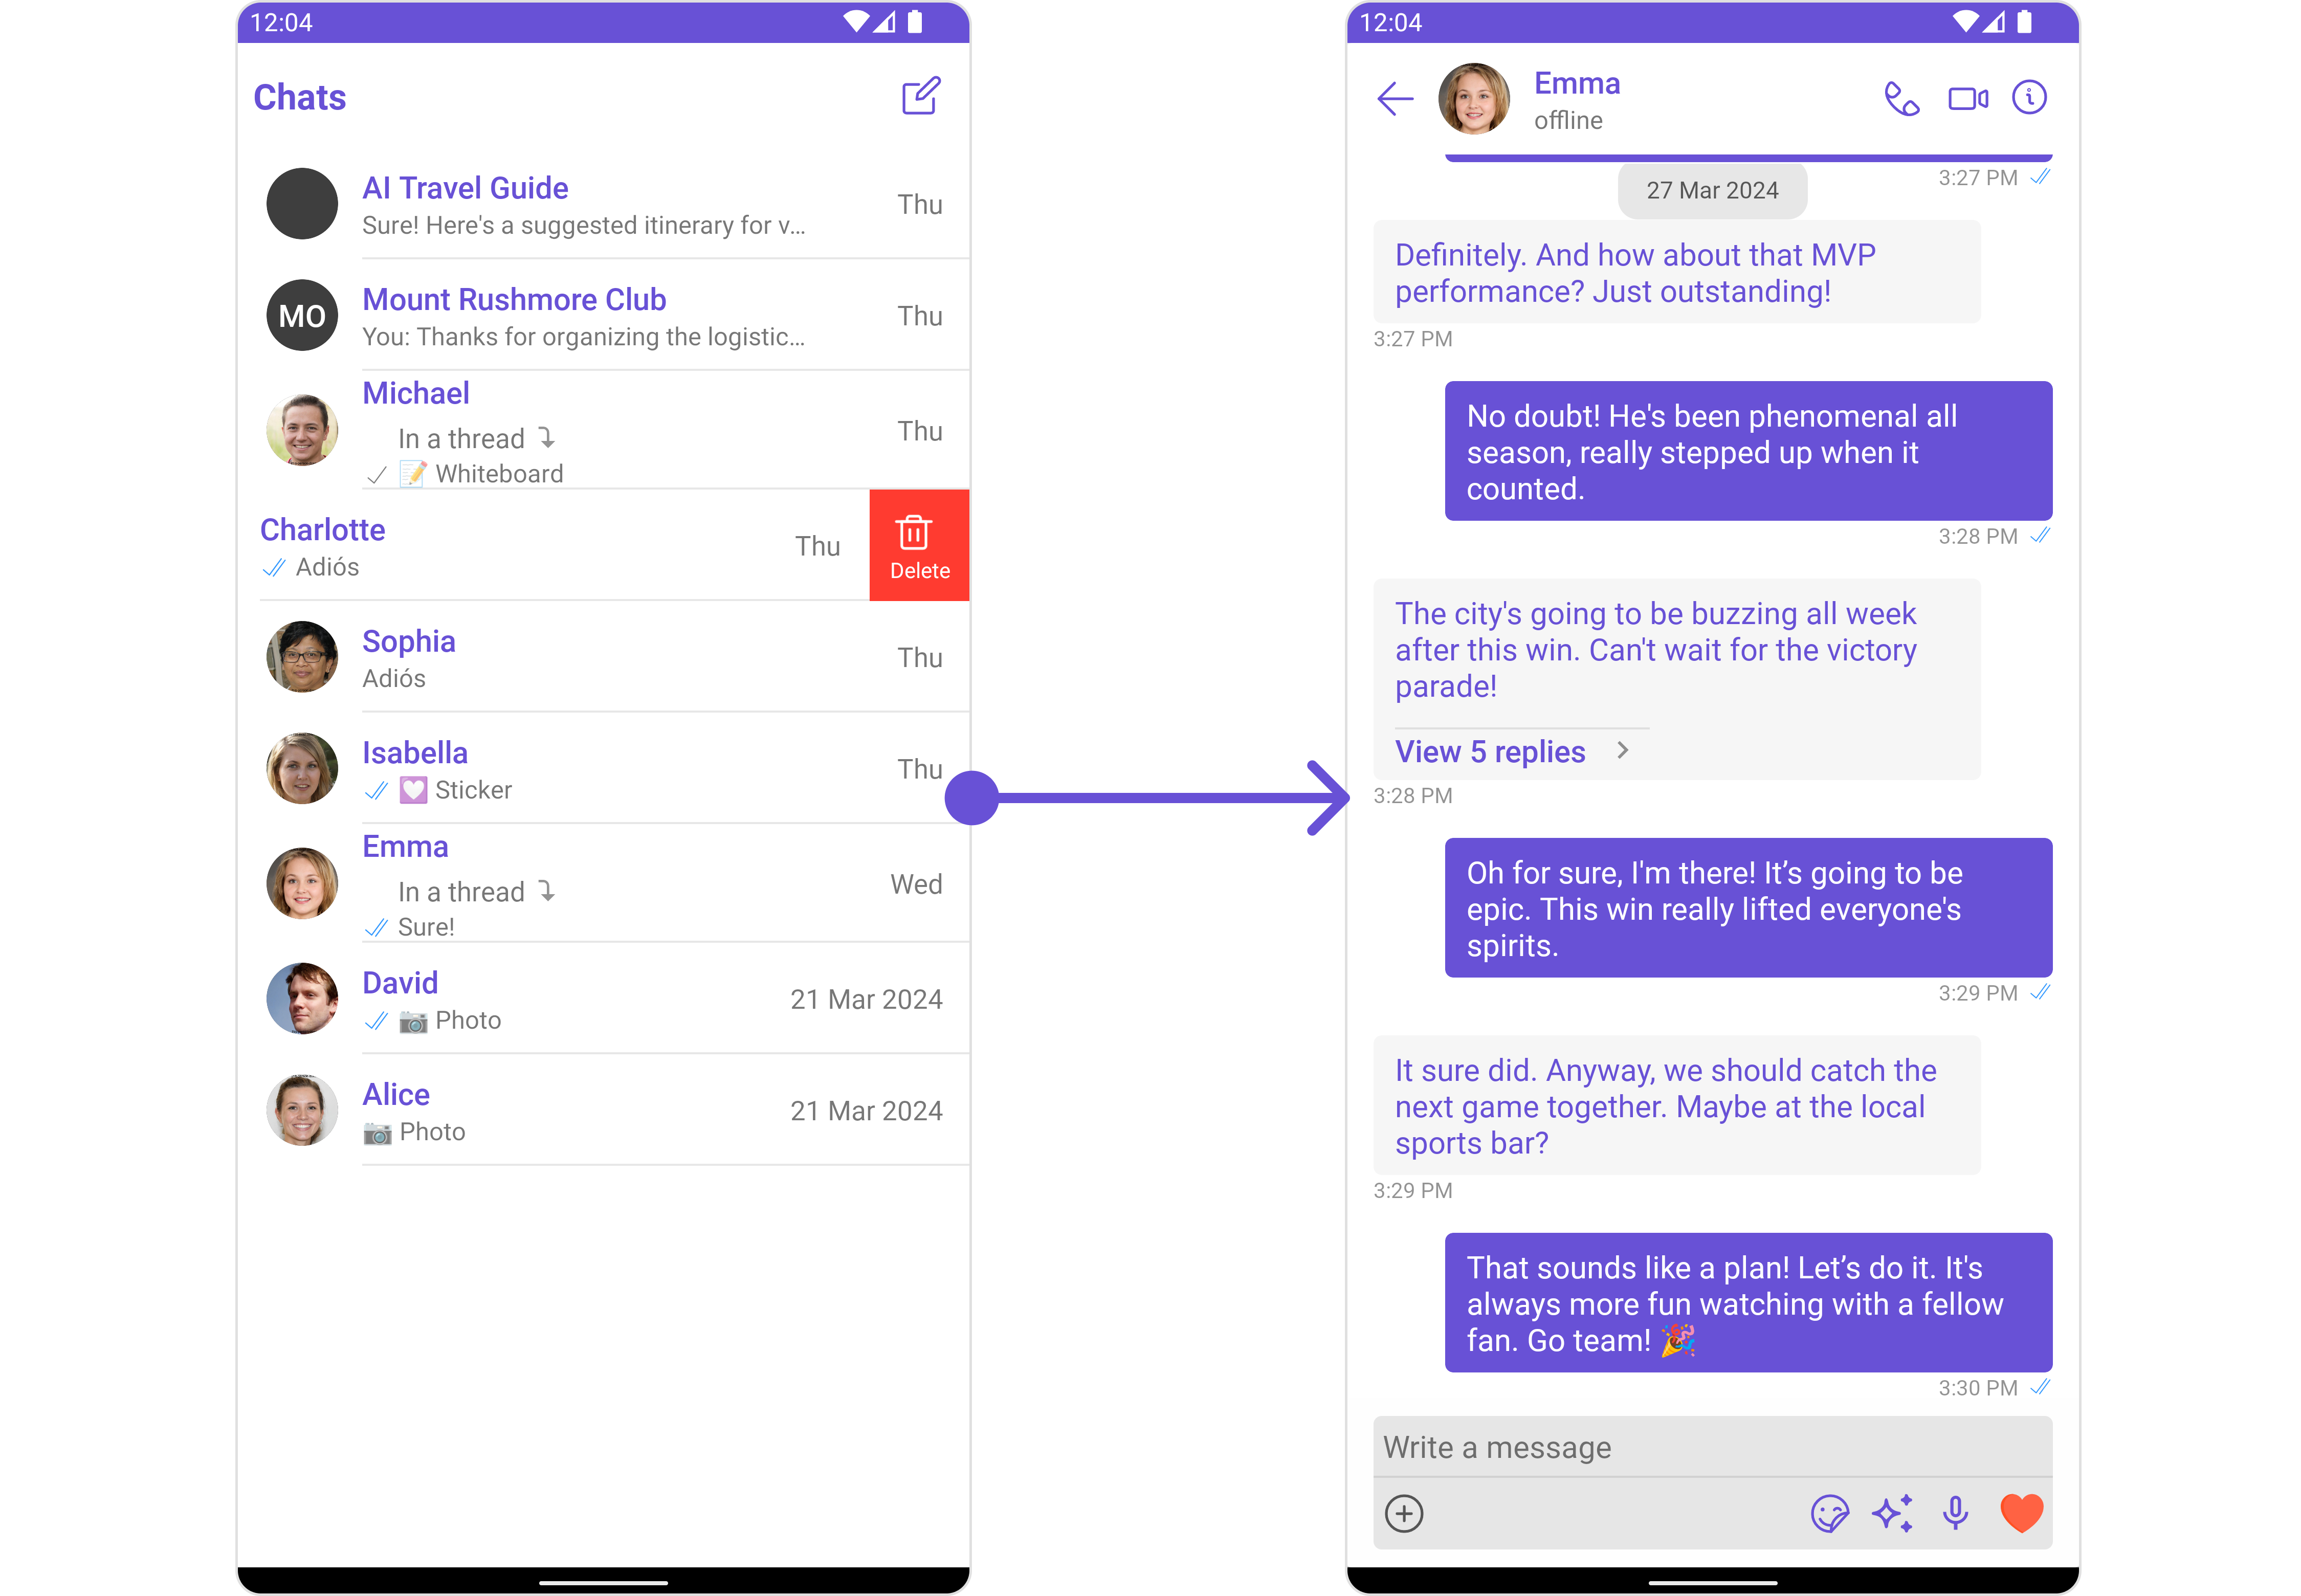 12:04
Chats
AI Travel Guide
Sure! Here's a suggested itinerary for v...
Thu
MO
Mount Rushmore Club
You: Thanks for organizing the logistic...
Thu
Michael
In a thread
Whiteboard
Thu
Charlotte
Adiós
Thu
Delete
Sophia
Adiós
Thu
Isabella
Sticker
Thu
Emma
In a thread
Sure!
Wed
David
Photo
21 Mar 2024
Alice
Photo
21 Mar 2024
12:04
Emma
offline
3:27 PM
27 Mar 2024
Definitely. And how about that MVP
performance? Just outstanding!
3:27 PM
No doubt! He's been phenomenal all
season, really stepped up when it
counted.
3:28 PM
The city's going to be buzzing all week
after this win. Can't wait for the victory
parade!
View 5 replies
3:28 PM
Oh for sure, I'm there! It’s going to be
epic. This win really lifted everyone's
spirits.
3:29 PM
It sure did. Anyway, we should catch the
next game together. Maybe at the local
sports bar?
3:29 PM
That sounds like a plan! Let’s do it. It's
always more fun watching with a fellow
fan. Go team! 🎉
3:30 PM
Write a message